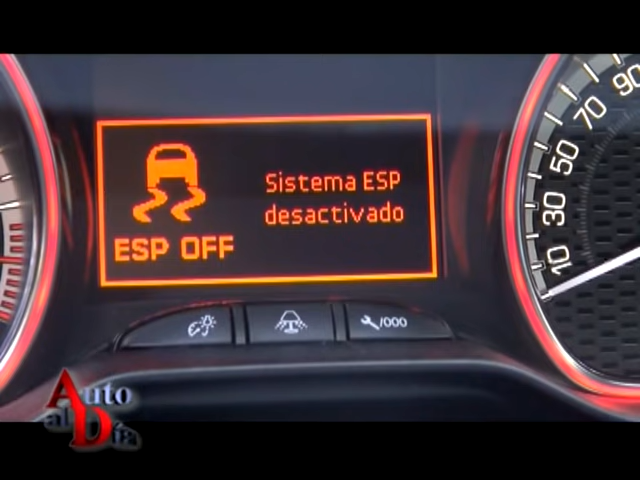 Sistema ESP
desactivado
ESP OFF
90
70
50
30
10
/000
Auto
al Día